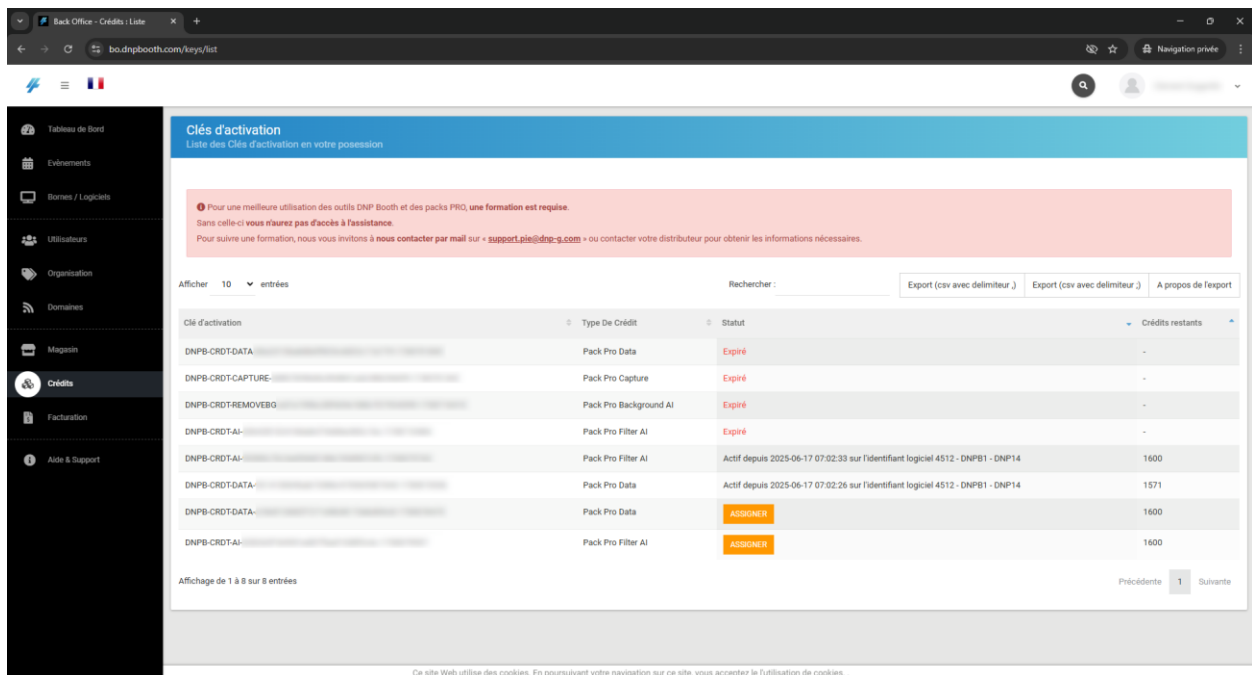 Back Office - Crédits : Liste
bo.dnpbooth.com/keys/list
Navigation privée
Tableau de Bord
Evènements
Bornes / Logiciels
Utilisateurs
Organisation
Domaines
Magasin
Crédits
Facturation
Aide & Support
Clés d'activation
Liste des Clés d'activation en votre posession
Pour une meilleure utilisation des outils DNP Booth et des packs PRO, une formation est requise.
Sans celle-ci vous n'aurez pas d'accès à l'assistance.
Pour suivre une formation, nous vous invitons à nous contacter par mail sur « support.pie@dnp-g.com » ou contacter votre distributeur pour obtenir les informations nécessaires.
Afficher 10 entrées Rechercher : Export (csv avec delimiteur ,) Export (csv avec delimiteur ;) A propos de l'export
Clé d'activation Type De Crédit Statut Crédits restants
DNPB-CRDT-DATA Pack Pro Data Expiré -
DNPB-CRDT-CAPTURE- Pack Pro Capture Expiré -
DNPB-CRDT-REMOVEBG Pack Pro Background AI Expiré -
DNPB-CRDT-AI- Pack Pro Filter AI Expiré -
DNPB-CRDT-AI- Pack Pro Filter AI Actif depuis 2025-06-17 07:02:33 sur l'identifiant logiciel 4512 - DNPB1 - DNP14 1600
DNPB-CRDT-DATA- Pack Pro Data Actif depuis 2025-06-17 07:02:26 sur l'identifiant logiciel 4512 - DNPB1 - DNP14 1571
DNPB-CRDT-DATA- Pack Pro Data ASSIGNER 1600
DNPB-CRDT-AI- Pack Pro Filter AI ASSIGNER 1600
Affichage de 1 à 8 sur 8 entrées
Précédente 1 Suivante
Ce site Web utilise des cookies. En poursuivant votre navigation sur ce site, vous acceptez le l'utilisation de cookies.